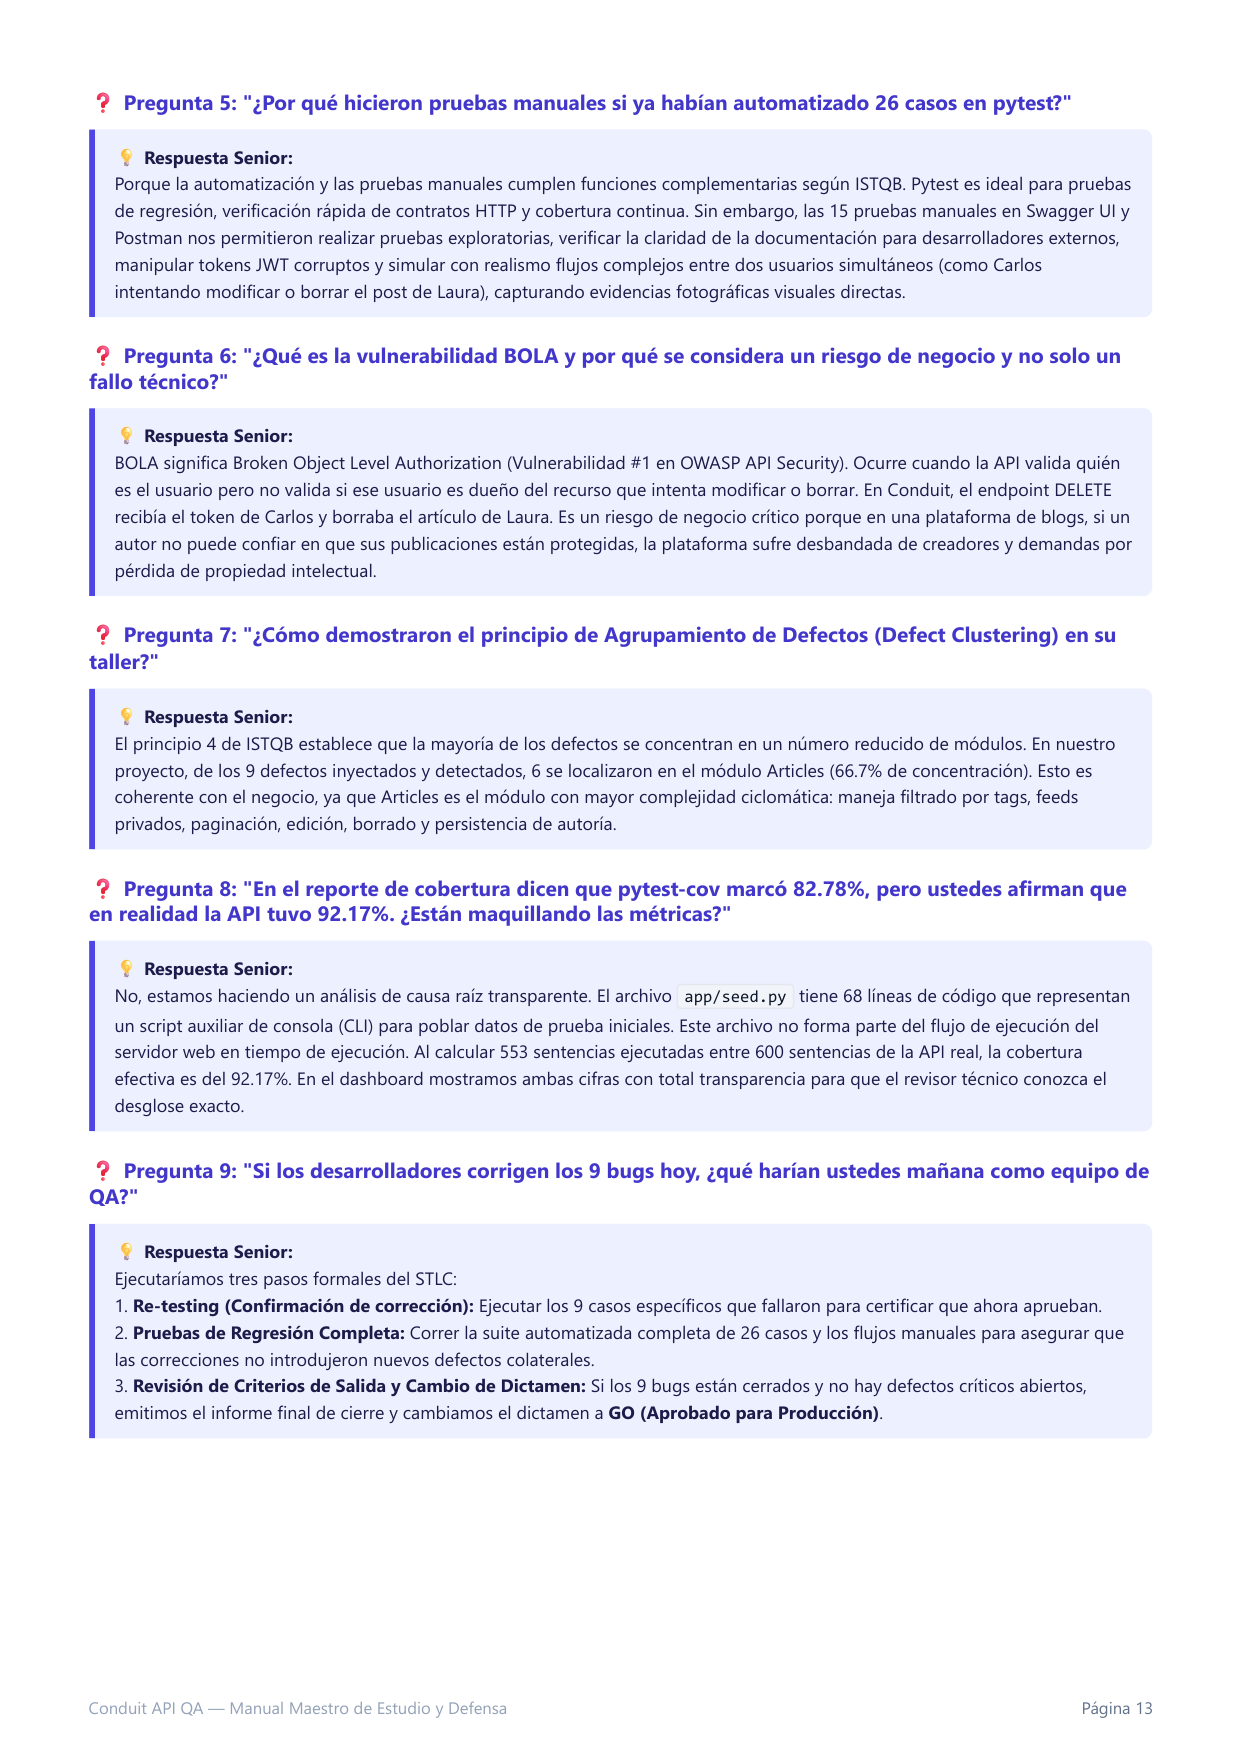 ❓ Pregunta 5: "¿Por qué hicieron pruebas manuales si ya habían automatizado 26 casos en pytest?"
💡 Respuesta Senior:
Porque la automatización y las pruebas manuales cumplen funciones complementarias según ISTQB. Pytest es ideal para pruebas
de regresión, verificación rápida de contratos HTTP y cobertura continua. Sin embargo, las 15 pruebas manuales en Swagger UI y
Postman nos permitieron realizar pruebas exploratorias, verificar la claridad de la documentación para desarrolladores externos,
manipular tokens JWT corruptos y simular con realismo flujos complejos entre dos usuarios simultáneos (como Carlos
intentando modificar o borrar el post de Laura), capturando evidencias fotográficas visuales directas.
❓ Pregunta 6: "¿Qué es la vulnerabilidad BOLA y por qué se considera un riesgo de negocio y no solo un
fallo técnico?"
💡 Respuesta Senior:
BOLA significa Broken Object Level Authorization (Vulnerabilidad #1 en OWASP API Security). Ocurre cuando la API valida quién
es el usuario pero no valida si ese usuario es dueño del recurso que intenta modificar o borrar. En Conduit, el endpoint DELETE
recibía el token de Carlos y borraba el artículo de Laura. Es un riesgo de negocio crítico porque en una plataforma de blogs, si un
autor no puede confiar en que sus publicaciones están protegidas, la plataforma sufre desbandada de creadores y demandas por
pérdida de propiedad intelectual.
❓ Pregunta 7: "¿Cómo demostraron el principio de Agrupamiento de Defectos (Defect Clustering) en su
taller?"
💡 Respuesta Senior:
El principio 4 de ISTQB establece que la mayoría de los defectos se concentran en un número reducido de módulos. En nuestro
proyecto, de los 9 defectos inyectados y detectados, 6 se localizaron en el módulo Articles (66.7% de concentración). Esto es
coherente con el negocio, ya que Articles es el módulo con mayor complejidad ciclomática: maneja filtrado por tags, feeds
privados, paginación, edición, borrado y persistencia de autoría.
❓ Pregunta 8: "En el reporte de cobertura dicen que pytest-cov marcó 82.78%, pero ustedes afirman que
en realidad la API tuvo 92.17%. ¿Están maquillando las métricas?"
💡 Respuesta Senior:
No, estamos haciendo un análisis de causa raíz transparente. El archivo app/seed.py tiene 68 líneas de código que representan
un script auxiliar de consola (CLI) para poblar datos de prueba iniciales. Este archivo no forma parte del flujo de ejecución del
servidor web en tiempo de ejecución. Al calcular 553 sentencias ejecutadas entre 600 sentencias de la API real, la cobertura
efectiva es del 92.17%. En el dashboard mostramos ambas cifras con total transparencia para que el revisor técnico conozca el
desglose exacto.
❓ Pregunta 9: "Si los desarrolladores corrigen los 9 bugs hoy, ¿qué harían ustedes mañana como equipo de
QA?"
💡 Respuesta Senior:
Ejecutaríamos tres pasos formales del STLC:
1. Re-testing (Confirmación de corrección): Ejecutar los 9 casos específicos que fallaron para certificar que ahora aprueban.
2. Pruebas de Regresión Completa: Correr la suite automatizada completa de 26 casos y los flujos manuales para asegurar que
las correcciones no introdujeron nuevos defectos colaterales.
3. Revisión de Criterios de Salida y Cambio de Dictamen: Si los 9 bugs están cerrados y no hay defectos críticos abiertos,
emitimos el informe final de cierre y cambiamos el dictamen a GO (Aprobado para Producción).
Conduit API QA — Manual Maestro de Estudio y Defensa
Página 13